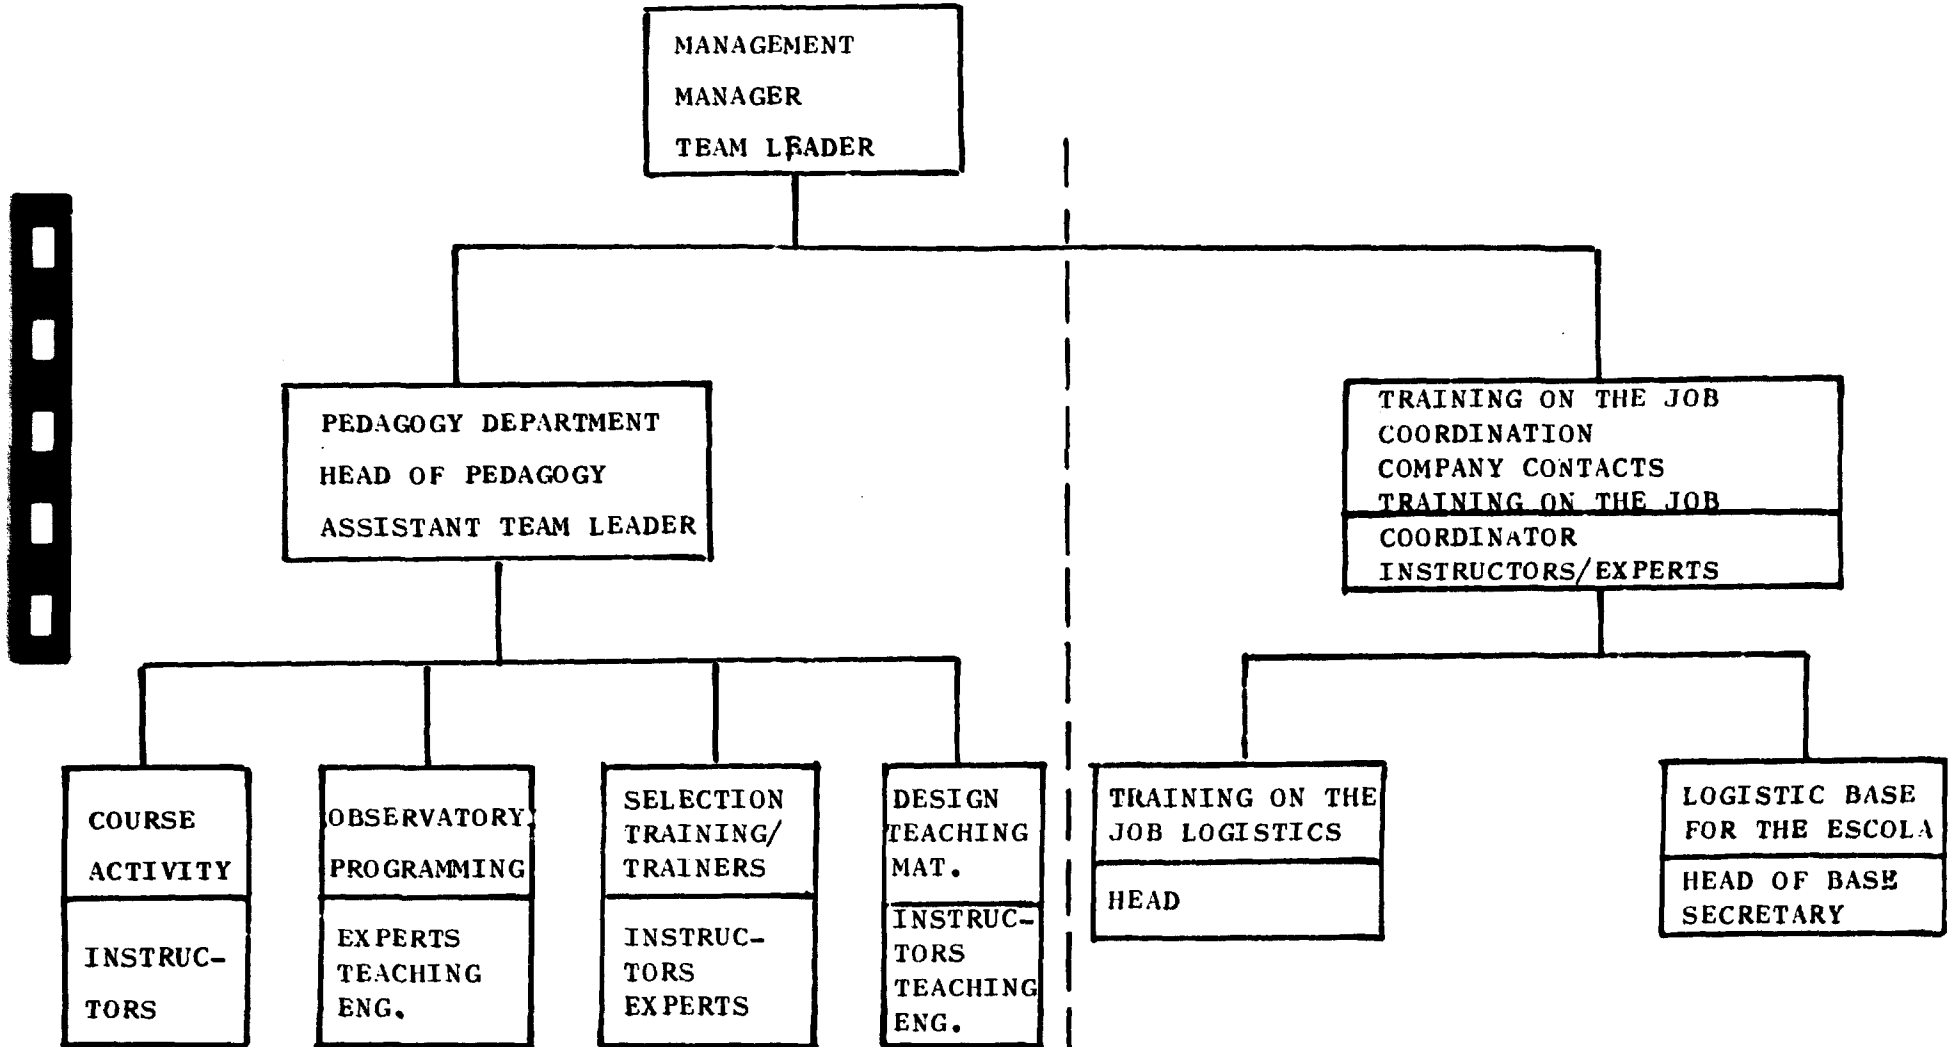 MANAGEMENT
MANAGER
TEAM LEADER
PEDAGOGY DEPARTMENT
HEAD OF PEDAGOGY
ASSISTANT TEAM LEADER
TRAINING ON THE JOB
COORDINATION
COMPANY CONTACTS
TRAINING ON THE JOB
COORDINATOR
INSTRUCTORS/EXPERTS
COURSE
ACTIVITY
INSTRUC-
TORS
OBSERVATORY
PROGRAMMING
EXPERTS
TEACHING
ENG.
SELECTION
TRAINING/
TRAINERS
INSTRUC-
TORS
EXPERTS
DESIGN
TEACHING
MAT.
INSTRUC-
TORS
TEACHING
ENG.
TRAINING ON THE
JOB LOGISTICS
HEAD
LOGISTIC BASE
FOR THE ESCOLA
HEAD OF BASE
SECRETARY